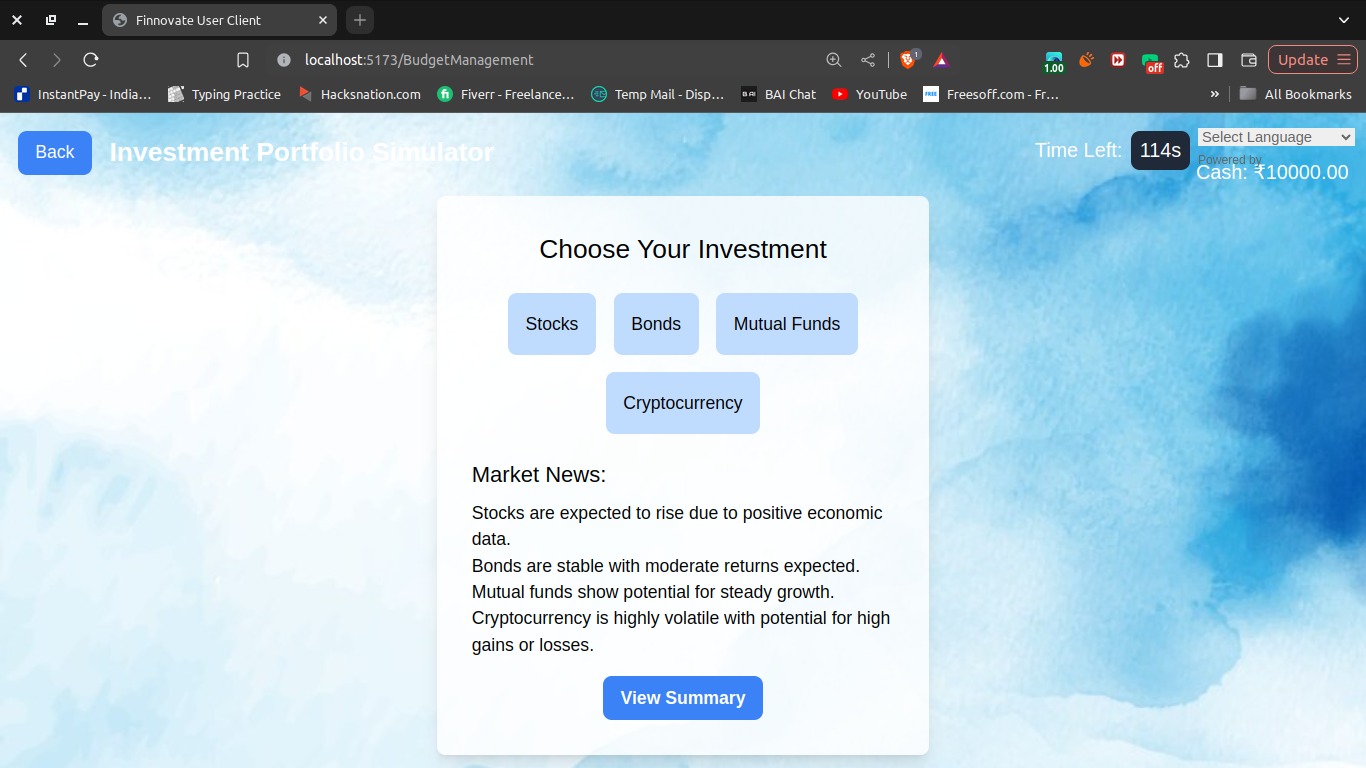 Finnovate User Client
localhost:5173/BudgetManagement
1
1.00
off
Update
InstantPay - India…
Typing Practice
Hacksnation.com
Fiverr - Freelance…
Temp Mail - Disp…
BAI Chat
YouTube
FREE
Freesoff.com - Fr…
»
All Bookmarks
Back
Investment Portfolio Simulator
Time Left:
114s
Select Language
Powered by
Cash: ₹10000.00
Choose Your Investment
Stocks
Bonds
Mutual Funds
Cryptocurrency
Market News:
Stocks are expected to rise due to positive economic
data.
Bonds are stable with moderate returns expected.
Mutual funds show potential for steady growth.
Cryptocurrency is highly volatile with potential for high
gains or losses.
View Summary